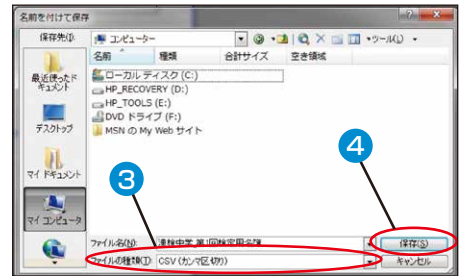 名前を付けて保存
保存先(I):
コンピューター
ツール(L)
名前
種類
合計サイズ
空き領域
最近使ったド
キュメント
デスクトップ
マイ ドキュメント
マイ コンピュータ
ローカル ディスク (C:)
HP_RECOVERY (D:)
HP_TOOLS (E:)
DVD ドライブ (F:)
MSN の My Web サイト
3
4
ファイル名(N):
保存(S)
ファイルの種類(T):
CSV (カンマ区切り)
キャンセル